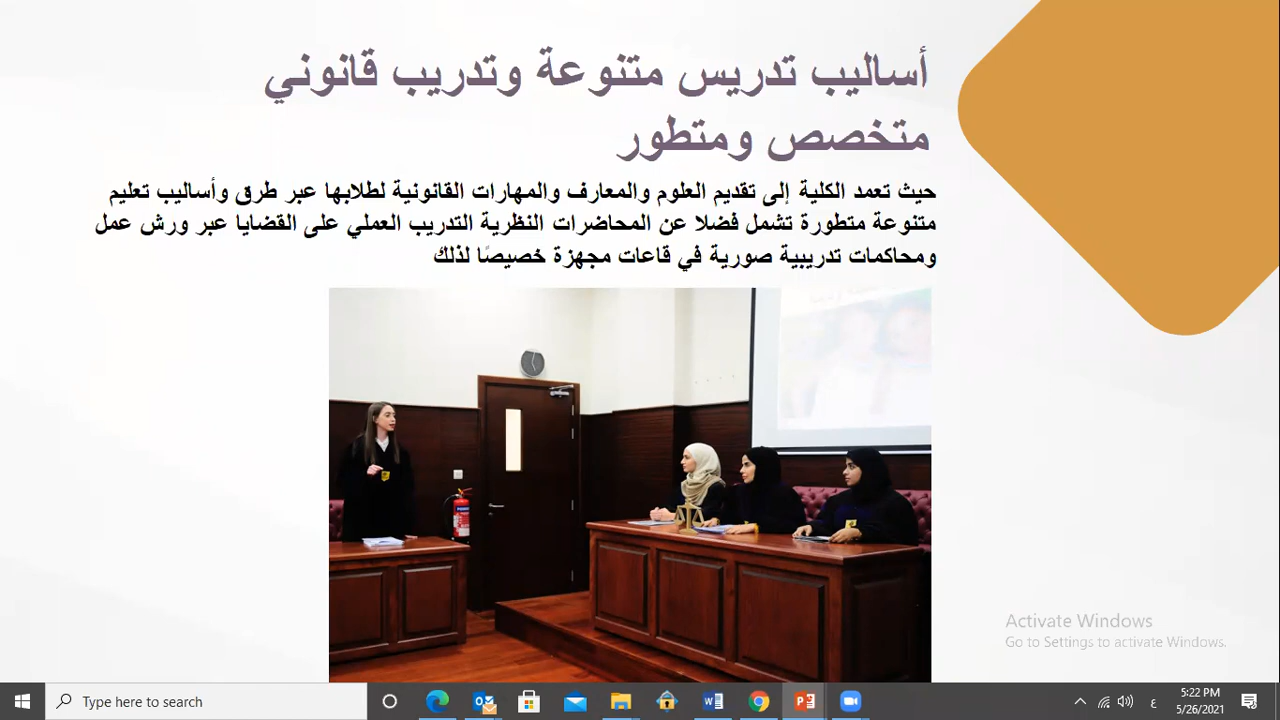 أساليب تدريس متنوعة وتدريب قانوني
متخصص ومتطور
حيث تعمد الكلية إلى تقديم العلوم والمعارف والمهارات القانونية لطلابها عبر طرق وأساليب تعليم
متنوعة متطورة تشمل فضلا عن المحاضرات النظرية التدريب العملي على القضايا عبر ورش عمل
ومحاكمات تدريبية صورية في قاعات مجهزة خصيصًا لذلك
Activate Windows
Go to Settings to activate Windows.
Type here to search
ع
5:22 PM
5/26/2021